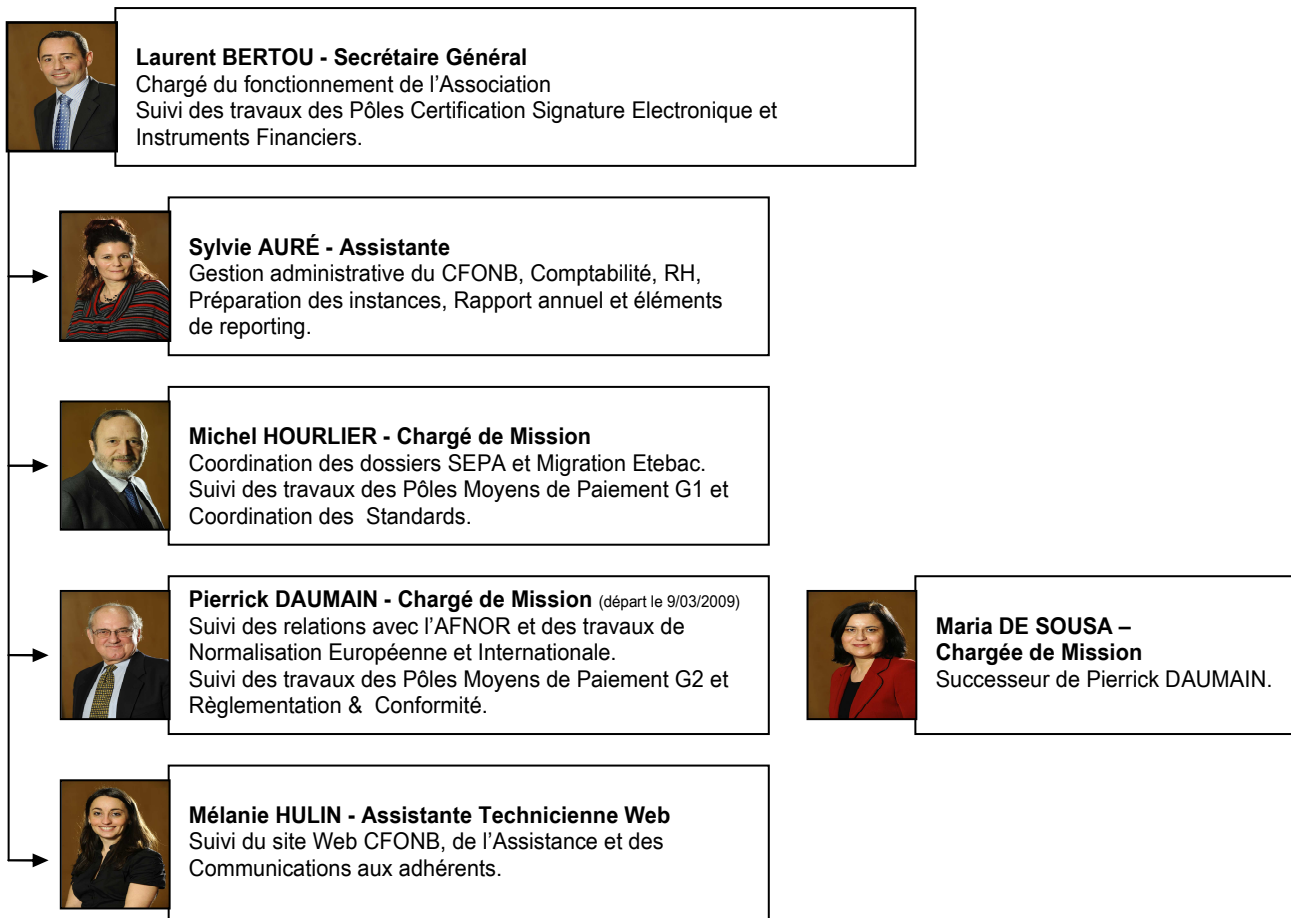 Laurent BERTOU - Secrétaire Général
Chargé du fonctionnement de l'Association
Suivi des travaux des Pôles Certification Signature Electronique et
Instruments Financiers.
Sylvie AURÉ - Assistante
Gestion administrative du CFONB, Comptabilité, RH,
Préparation des instances, Rapport annuel et éléments
de reporting.
Michel HOURLIER - Chargé de Mission
Coordination des dossiers SEPA et Migration Etebac.
Suivi des travaux des Pôles Moyens de Paiement G1 et
Coordination des Standards.
Pierrick DAUMAIN - Chargé de Mission (départ le 9/03/2009)
Suivi des relations avec l'AFNOR et des travaux de
Normalisation Européenne et Internationale.
Suivi des travaux des Pôles Moyens de Paiement G2 et
Règlementation & Conformité.
Maria DE SOUSA –
Chargée de Mission
Successeur de Pierrick DAUMAIN.
Mélanie HULIN - Assistante Technicienne Web
Suivi du site Web CFONB, de l'Assistance et des
Communications aux adhérents.